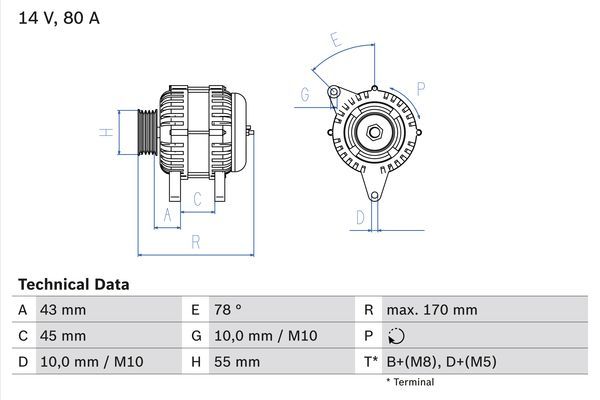 14 V, 80 A
E
P
G
H
C
A
D
R
Technical Data
A 43 mm E 78 ° R max. 170 mm
C 45 mm G 10,0 mm / M10 P
D 10,0 mm / M10 H 55 mm T* B+(M8), D+(M5)
* Terminal